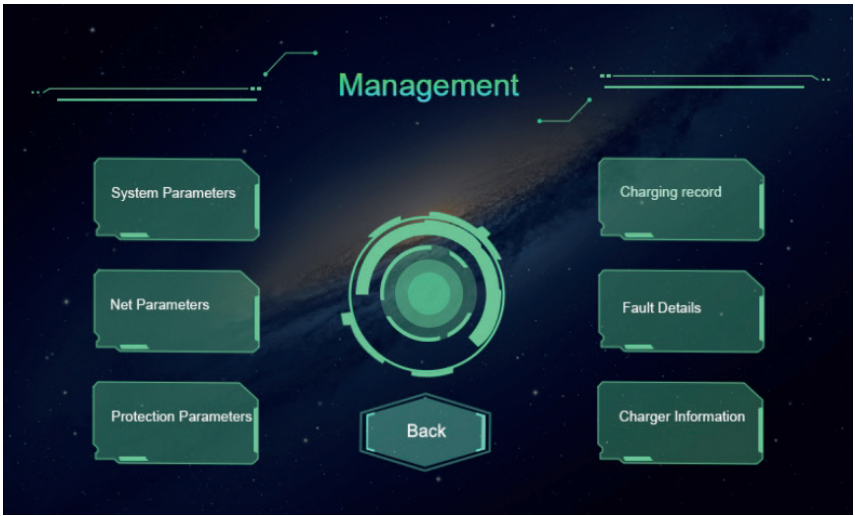 Management
System Parameters
Charging record
Net Parameters
Fault Details
Protection Parameters
Charger Information
Back